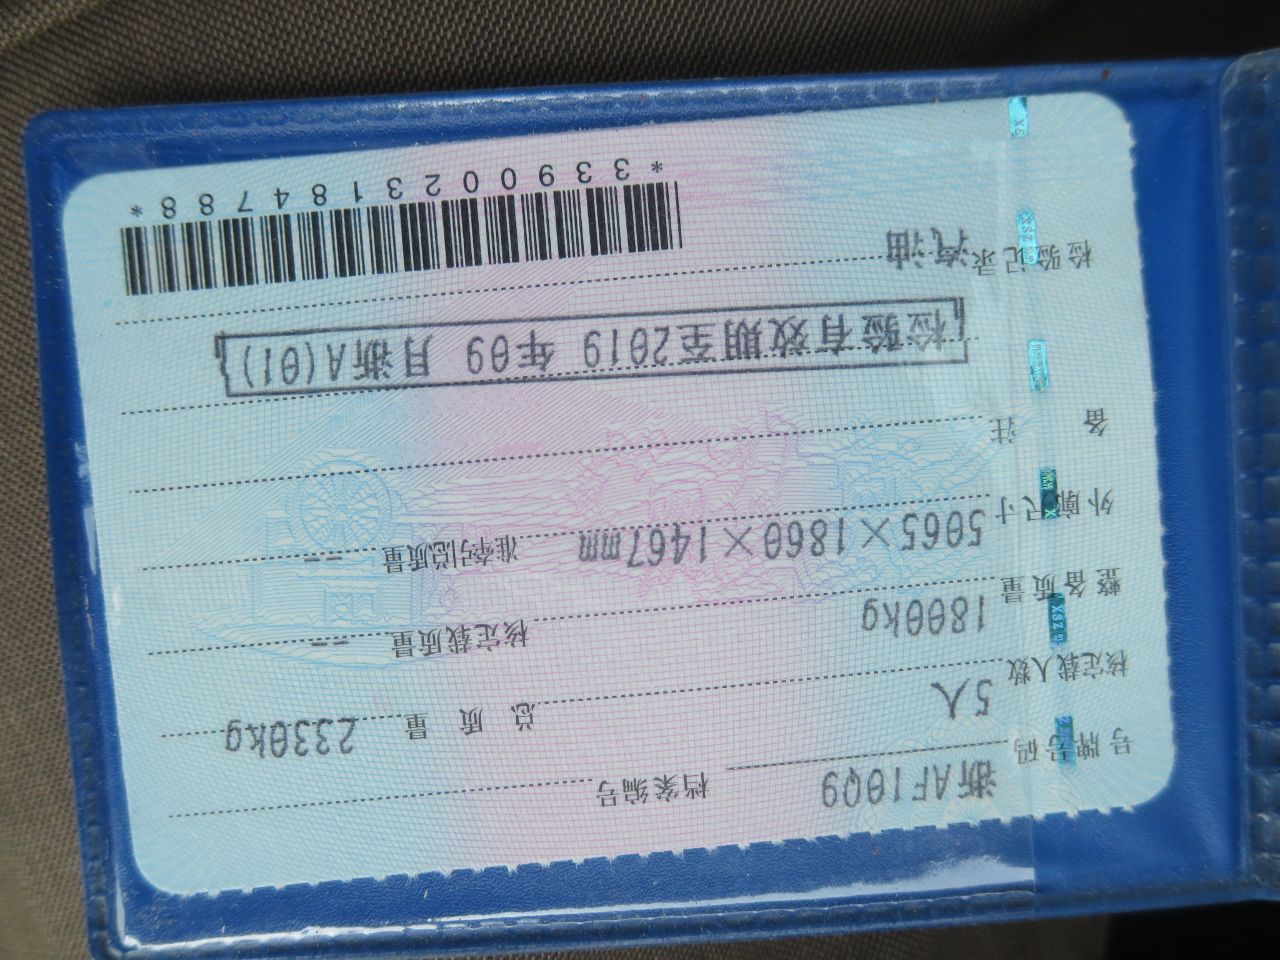 号牌号码 浙AF10Q9 档案编号
核定载人数 5人 总质量 2330kg
整备质量 1800kg 核定载质量 --
外廓尺寸 5065×1860×1467mm 准牵引总质量 --
备注
检验有效期至2019年09月浙A(01)
检验记录 汽油
*3390023184788*